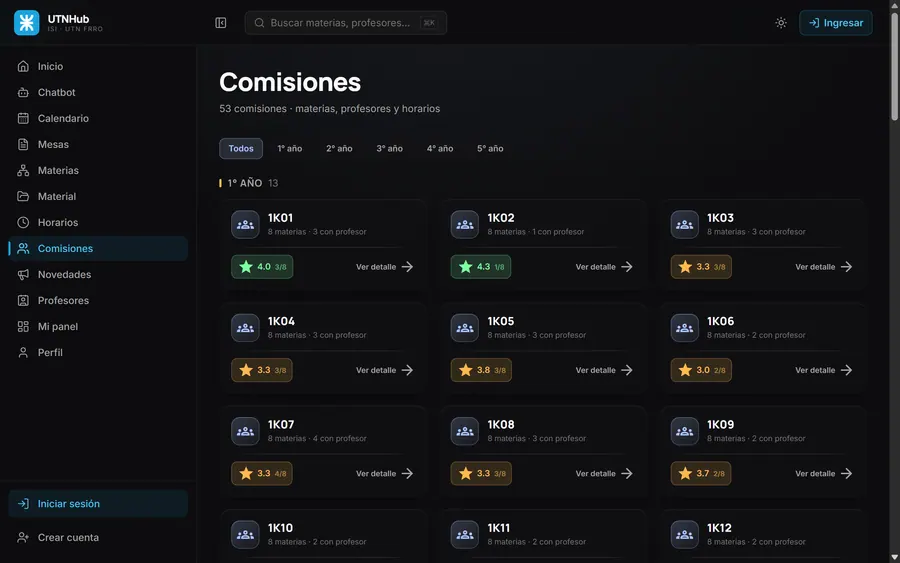 UTNHub
ISI · UTN FRRO
Buscar materias, profesores...
⌘K
Ingresar
Inicio
Chatbot
Calendario
Mesas
Materias
Material
Horarios
Comisiones
Novedades
Profesores
Mi panel
Perfil
Iniciar sesión
Crear cuenta
Comisiones
53 comisiones · materias, profesores y horarios
Todos 1° año 2° año 3° año 4° año 5° año
1° AÑO 13
1K01
8 materias · 3 con profesor
4.0 3/8 Ver detalle
1K02
8 materias · 1 con profesor
4.3 1/8 Ver detalle
1K03
8 materias · 3 con profesor
3.3 3/8 Ver detalle
1K04
8 materias · 3 con profesor
3.3 3/8 Ver detalle
1K05
8 materias · 3 con profesor
3.8 3/8 Ver detalle
1K06
8 materias · 2 con profesor
3.0 2/8 Ver detalle
1K07
8 materias · 4 con profesor
3.3 4/8 Ver detalle
1K08
8 materias · 3 con profesor
3.3 3/8 Ver detalle
1K09
8 materias · 2 con profesor
3.7 2/8 Ver detalle
1K10
8 materias · 2 con profesor
1K11
8 materias · 2 con profesor
1K12
8 materias · 2 con profesor